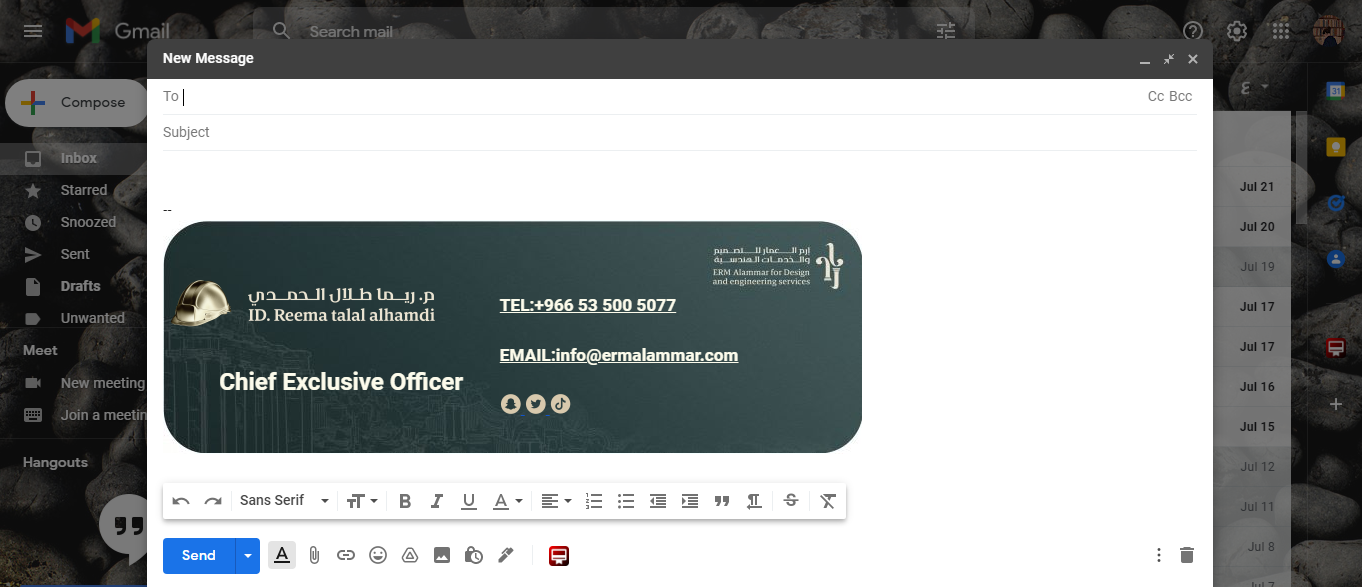 Gmail
Search mail
New Message
Compose
To
Cc Bcc
Subject
Inbox
Starred
Snoozed
Sent
Drafts
Unwanted
Meet
New meeting
Join a meetin
Hangouts
--
إرم العمار للتصميم
والخدمات الهندسية
ERM Alammar for Design
and engineering services
م. ريما طلال الحمدي
ID. Reema talal alhamdi
Chief Exclusive Officer
TEL:+966 53 500 5077
EMAIL:info@ermalammar.com
Sans Serif
Send
31
Jul 21
Jul 20
Jul 19
Jul 17
Jul 17
Jul 16
Jul 15
Jul 12
Jul 11
Jul 8
Jul 7